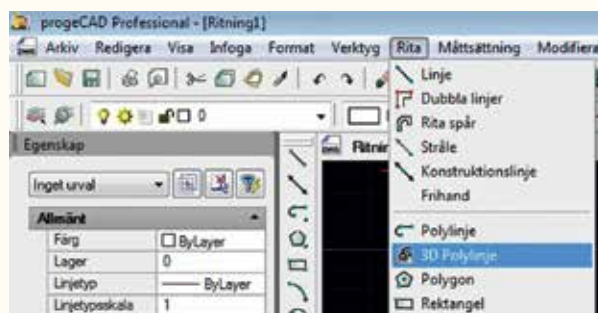 progeCAD Professional - [Ritning1]
Arkiv Redigera Visa Infoga Format Verktyg Rita Måttsättning Modifiera
0
Egenskap
Inget urval
Allmänt
Färg ByLayer
Lager 0
Linjetyp ByLayer
Linjetypsskala 1
Linje
Dubbla linjer
Rita spår
Stråle
Konstruktionslinje
Frihand
Polylinje
3D Polylinje
Polygon
Rektangel